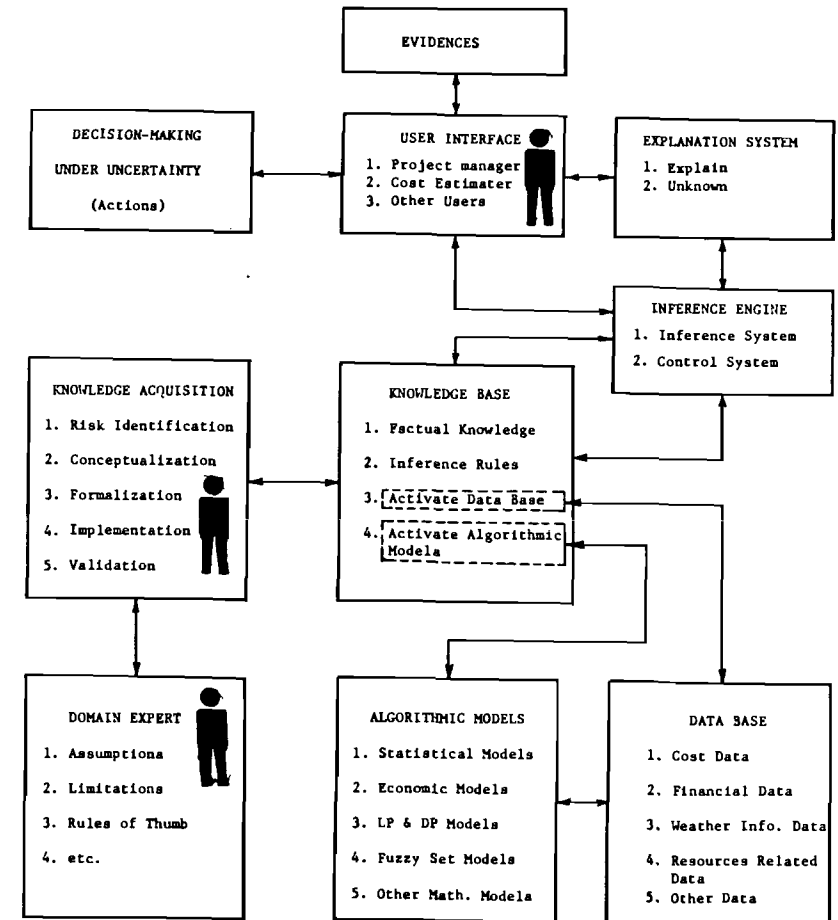 EVIDENCES
DECISION-MAKING
UNDER UNCERTAINTY
(Actions)
USER INTERFACE
1. Project manager
2. Cost Estimater
3. Other Users
EXPLANATION SYSTEM
1. Explain
2. Unknown
INFERENCE ENGINE
1. Inference System
2. Control System
KNOWLEDGE ACQUISITION
1. Risk Identification
2. Conceptualization
3. Formalization
4. Implementation
5. Validation
KNOWLEDGE BASE
1. Factual Knowledge
2. Inference Rules
3. Activate Data Base
4. Activate Algorithmic
Models
DOMAIN EXPERT
1. Assumptions
2. Limitations
3. Rules of Thumb
4. etc.
ALGORITHMIC MODELS
1. Statistical Models
2. Economic Models
3. LP & DP Models
4. Fuzzy Set Models
5. Other Math. Models
DATA BASE
1. Cost Data
2. Financial Data
3. Weather Info. Data
4. Resources Related
Data
5. Other Data